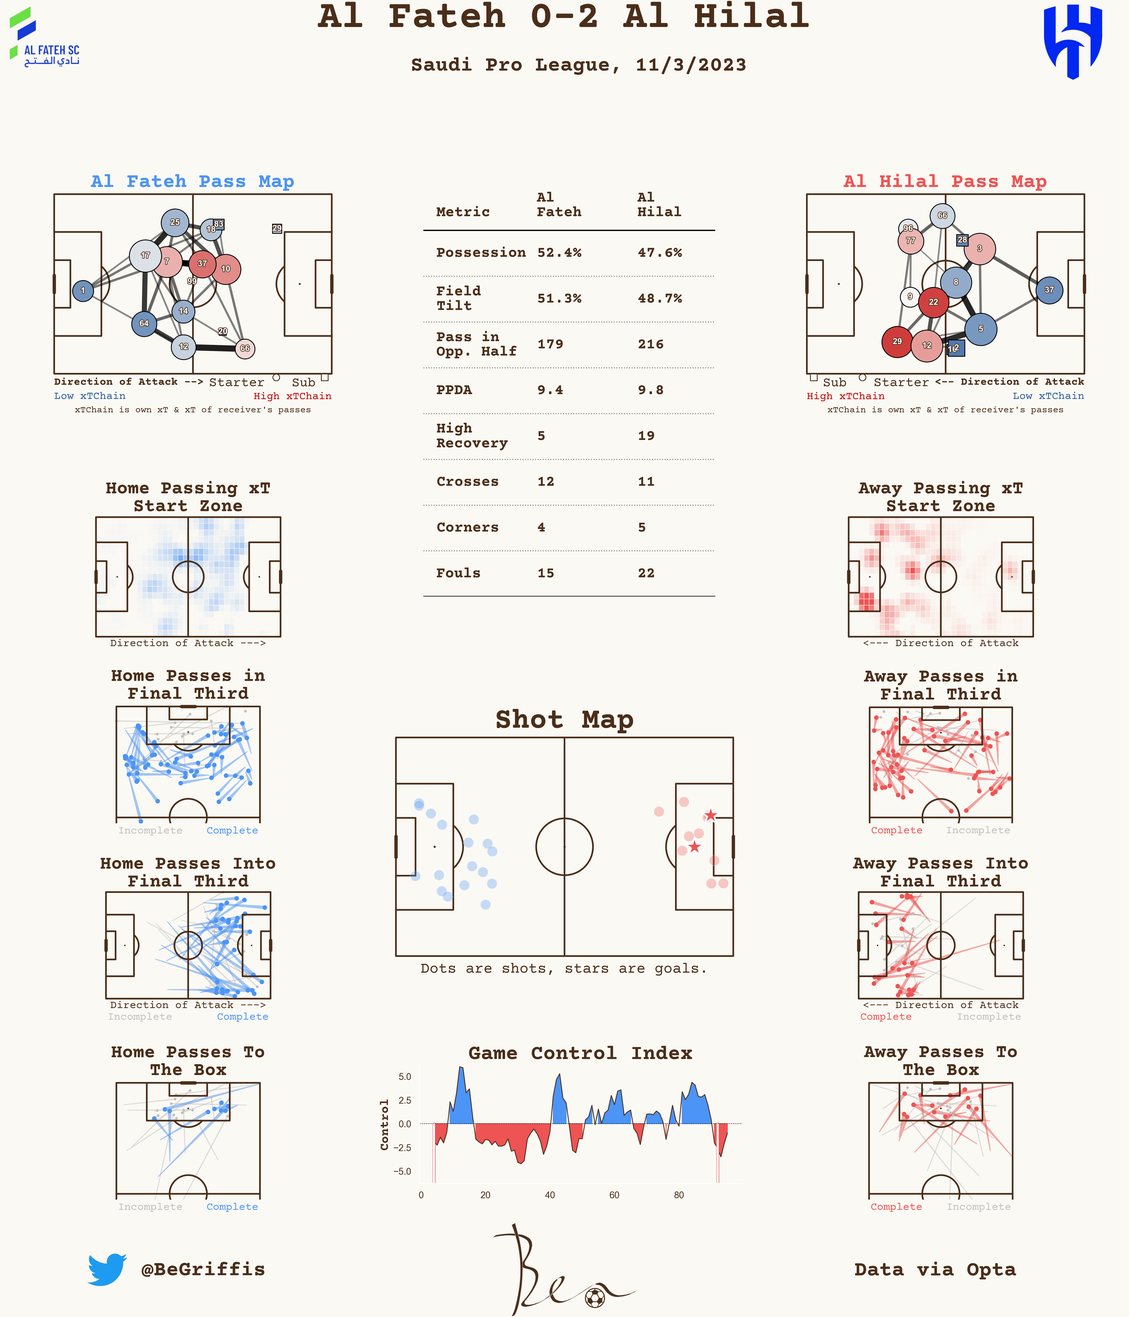 Al Fateh 0-2 Al Hilal
AL FATEH SC
نادي الفـتـح
Saudi Pro League, 11/3/2023
Al Fateh Pass Map
25
18
83
29
17
7
37
10
99
1
14
64
20
12
66
Direction of Attack -->
Starter
Sub
Low xTChain
High xTChain
xTChain is own xT & xT of receiver's passes
Metric
Al Fateh
Al Hilal
Possession 52.4% 47.6%
Field Tilt 51.3% 48.7%
Pass in Opp. Half 179 216
PPDA 9.4 9.8
High Recovery 5 19
Crosses 12 11
Corners 4 5
Fouls 15 22
Al Hilal Pass Map
66
96
77
28
3
8
37
9
22
5
29
12
Sub
Starter
<-- Direction of Attack
High xTChain
Low xTChain
xTChain is own xT & xT of receiver's passes
Home Passing xT
Start Zone
Direction of Attack --->
Away Passing xT
Start Zone
<--- Direction of Attack
Home Passes in
Final Third
Incomplete
Complete
Away Passes in
Final Third
Complete
Incomplete
Shot Map
Dots are shots, stars are goals.
Home Passes Into
Final Third
Direction of Attack --->
Incomplete
Complete
Away Passes Into
Final Third
<--- Direction of Attack
Complete
Incomplete
Home Passes To
The Box
Incomplete
Complete
Game Control Index
Control
5.0
2.5
0.0
−2.5
−5.0
0 20 40 60 80
Away Passes To
The Box
Complete
Incomplete
@BeGriffis
Ben
Data via Opta